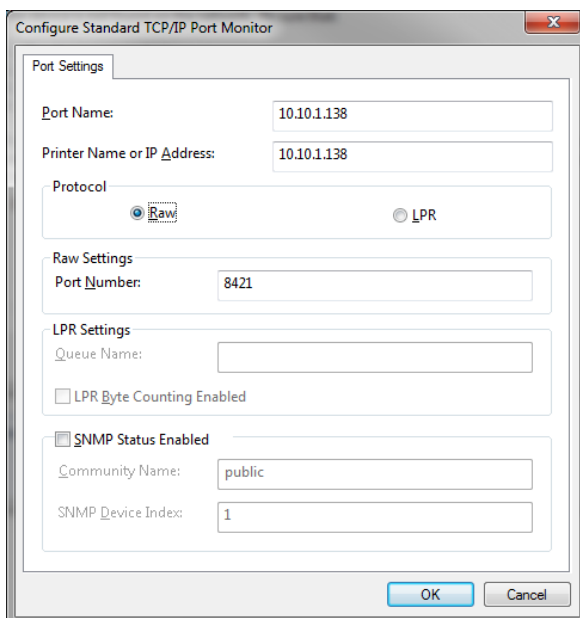 Configure Standard TCP/IP Port Monitor
Port Settings
Port Name: 10.10.1.138
Printer Name or IP Address: 10.10.1.138
Protocol
Raw LPR
Raw Settings
Port Number: 8421
LPR Settings
Queue Name:
LPR Byte Counting Enabled
SNMP Status Enabled
Community Name: public
SNMP Device Index: 1
OK Cancel